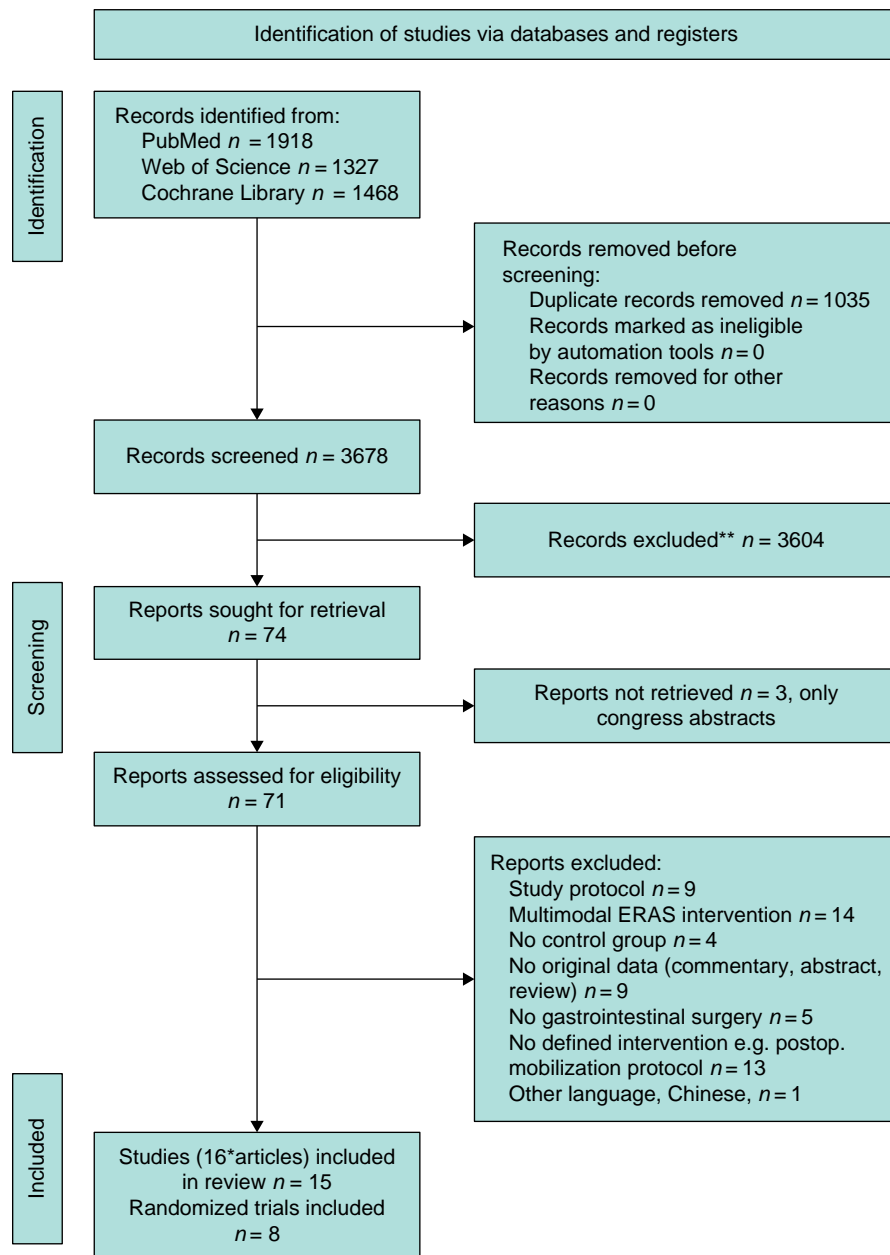 Identification of studies via databases and registers
Identification
Records identified from:
PubMed n = 1918
Web of Science n = 1327
Cochrane Library n = 1468
Records removed before
screening:
Duplicate records removed n = 1035
Records marked as ineligible
by automation tools n = 0
Records removed for other
reasons n = 0
Records screened n = 3678
Records excluded** n = 3604
Screening
Reports sought for retrieval
n = 74
Reports not retrieved n = 3, only
congress abstracts
Reports assessed for eligibility
n = 71
Reports excluded:
Study protocol n = 9
Multimodal ERAS intervention n = 14
No control group n = 4
No original data (commentary, abstract,
review) n = 9
No gastrointestinal surgery n = 5
No defined intervention e.g. postop.
mobilization protocol n = 13
Other language, Chinese, n = 1
Included
Studies (16*articles) included
in review n = 15
Randomized trials included
n = 8